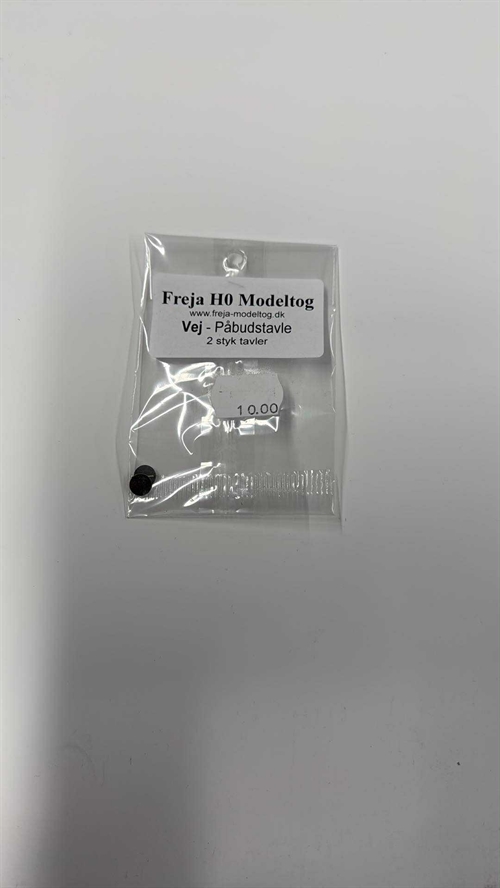 Freja H0 Modeltog
www.freja-modeltog.dk
Vej - Påbudstavle
2 styk tavler
10.00